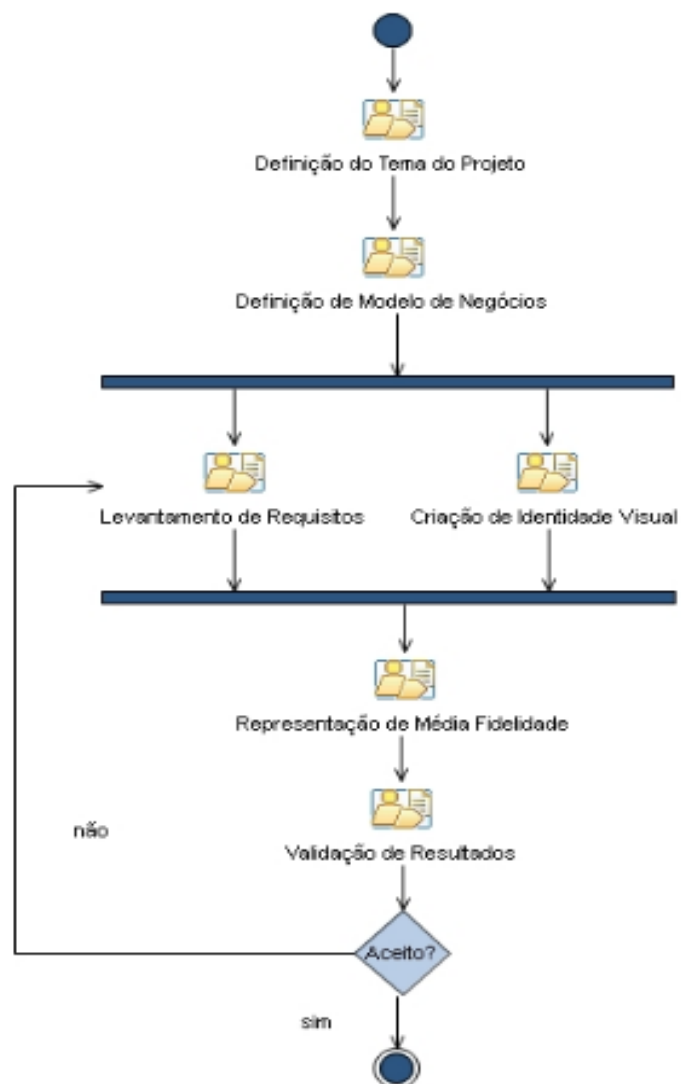 Definição do Tema do Projeto
Definição de Modelo de Negócios
Levantamento de Requisitos
Criação de Identidade Visual
Representação de Média Fidelidade
não
Validação de Resultados
Aceito?
sim